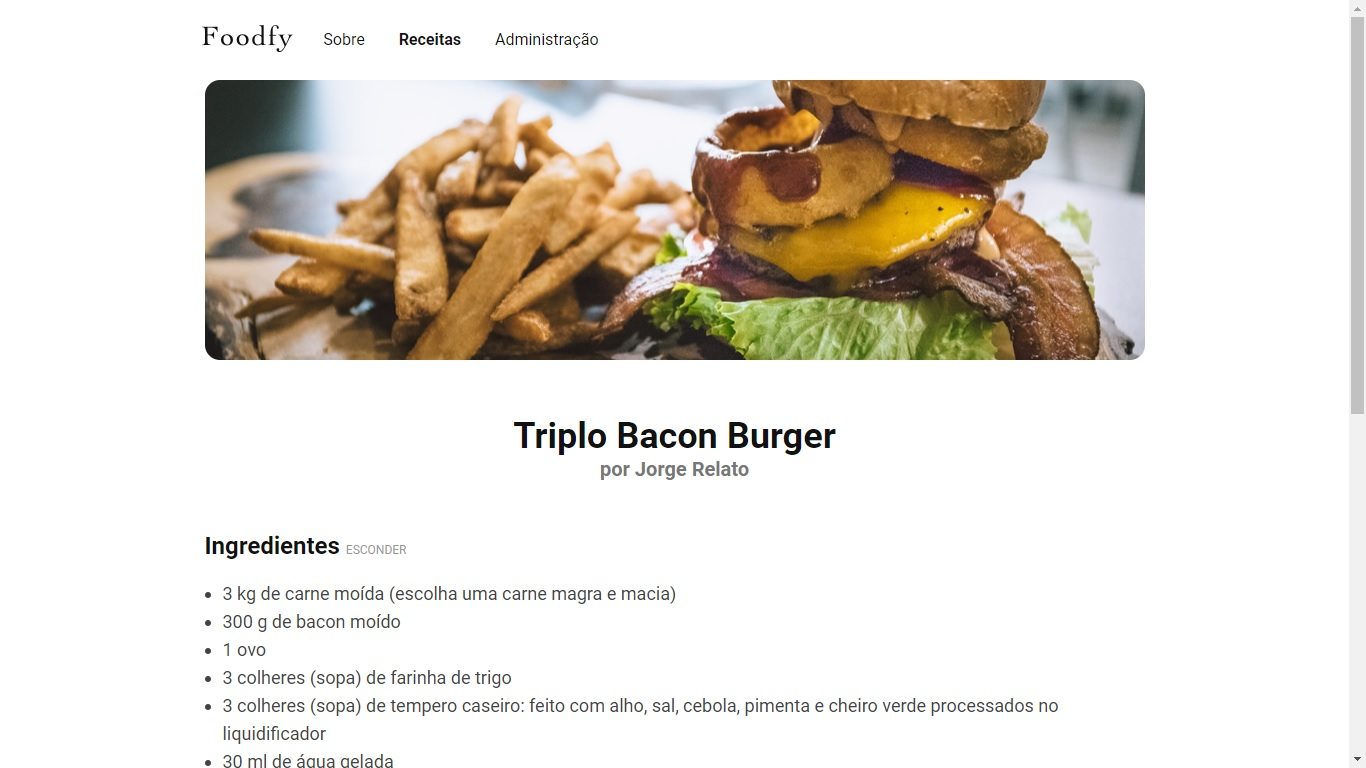 Foodfy Sobre Receitas Administração
Triplo Bacon Burger
por Jorge Relato
Ingredientes ESCONDER
3 kg de carne moída (escolha uma carne magra e macia)
300 g de bacon moído
1 ovo
3 colheres (sopa) de farinha de trigo
3 colheres (sopa) de tempero caseiro: feito com alho, sal, cebola, pimenta e cheiro verde processados no
liquidificador
30 ml de água gelada